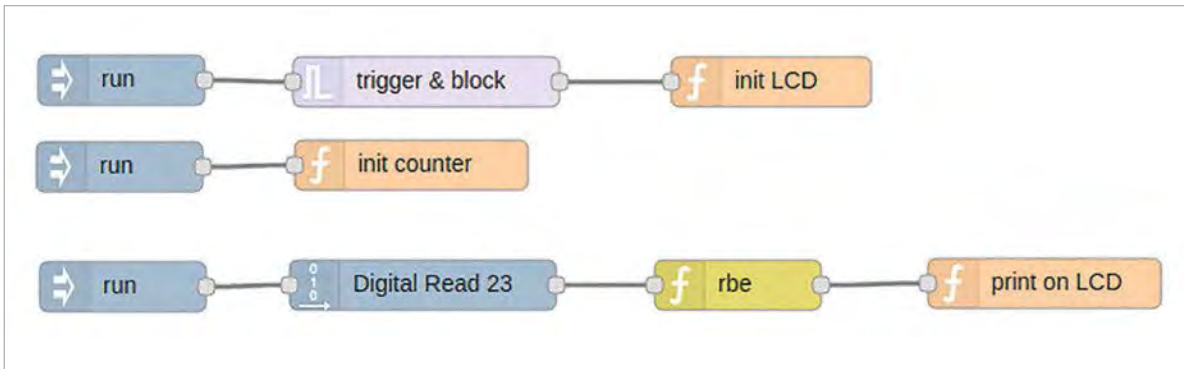 run trigger & block init LCD
run init counter
run Digital Read 23 rbe print on LCD